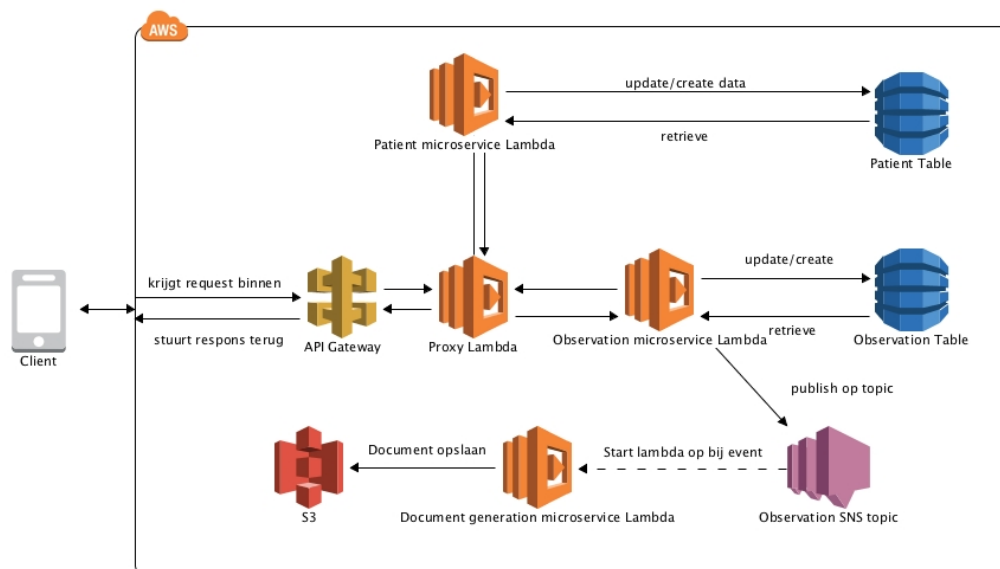 AWS
update/create data
retrieve
Patient microservice Lambda
Patient Table
krijgt request binnen
update/create
stuurt respons terug
API Gateway
Proxy Lambda
Observation microservice Lambda
retrieve
Observation Table
Client
publish op topic
Document opslaan
Start lambda op bij event
S3
Document generation microservice Lambda
Observation SNS topic